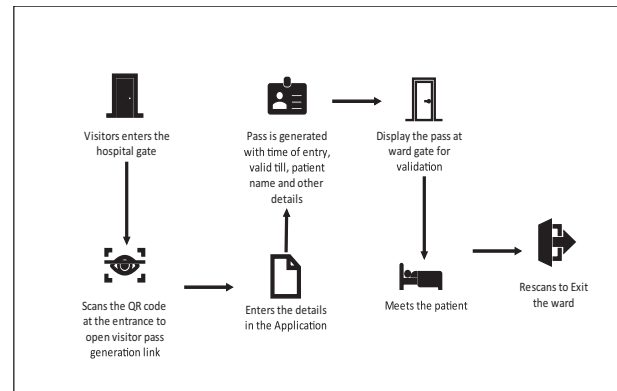 Visitors enters the
hospital gate
Scans the QR code
at the entrance to
open visitor pass
generation link
Enters the details
in the Application
Pass is generated
with time of entry,
valid till, patient
name and other
details
Display the pass at
ward gate for
validation
Meets the patient
Rescans to Exit
the ward